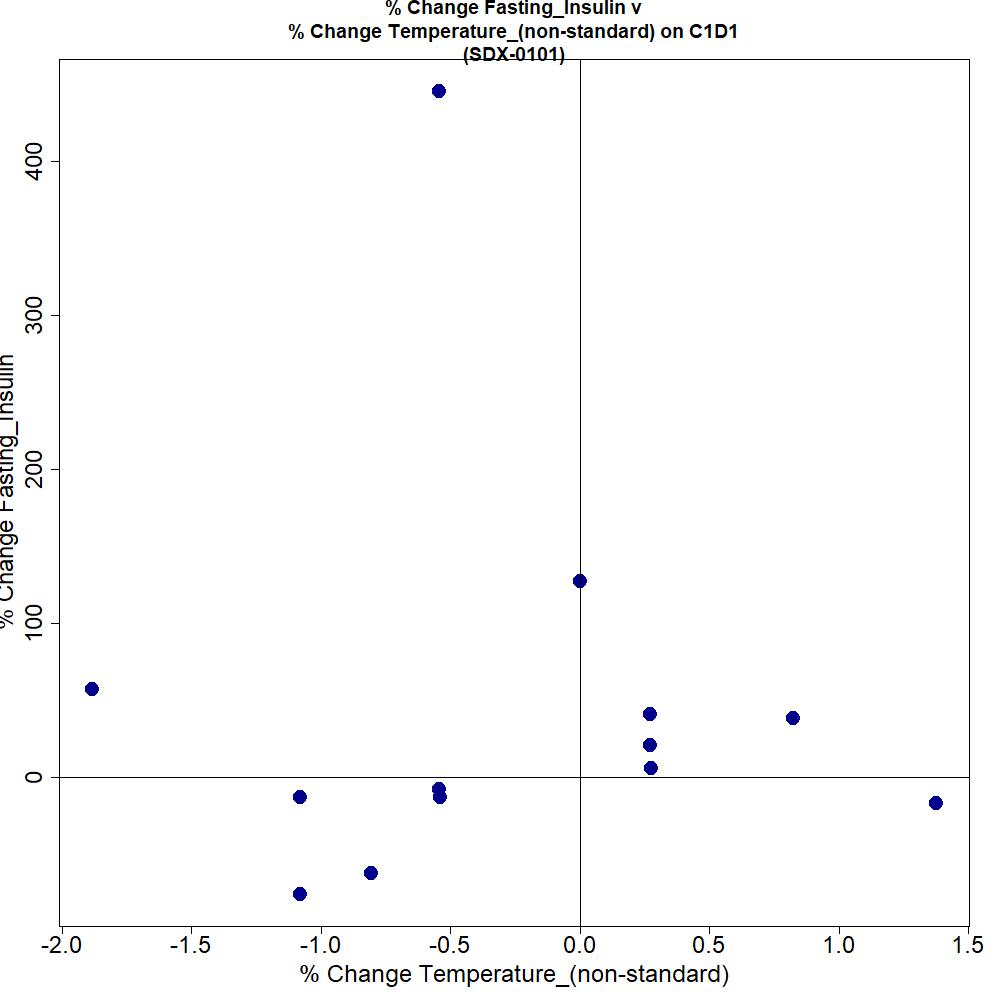 % Change Fasting_Insulin v
% Change Temperature_(non-standard) on C1D1
(SDX-0101)
% Change Fasting_Insulin
400
300
200
100
0
-2.0 -1.5 -1.0 -0.5 0.0 0.5 1.0 1.5
% Change Temperature_(non-standard)